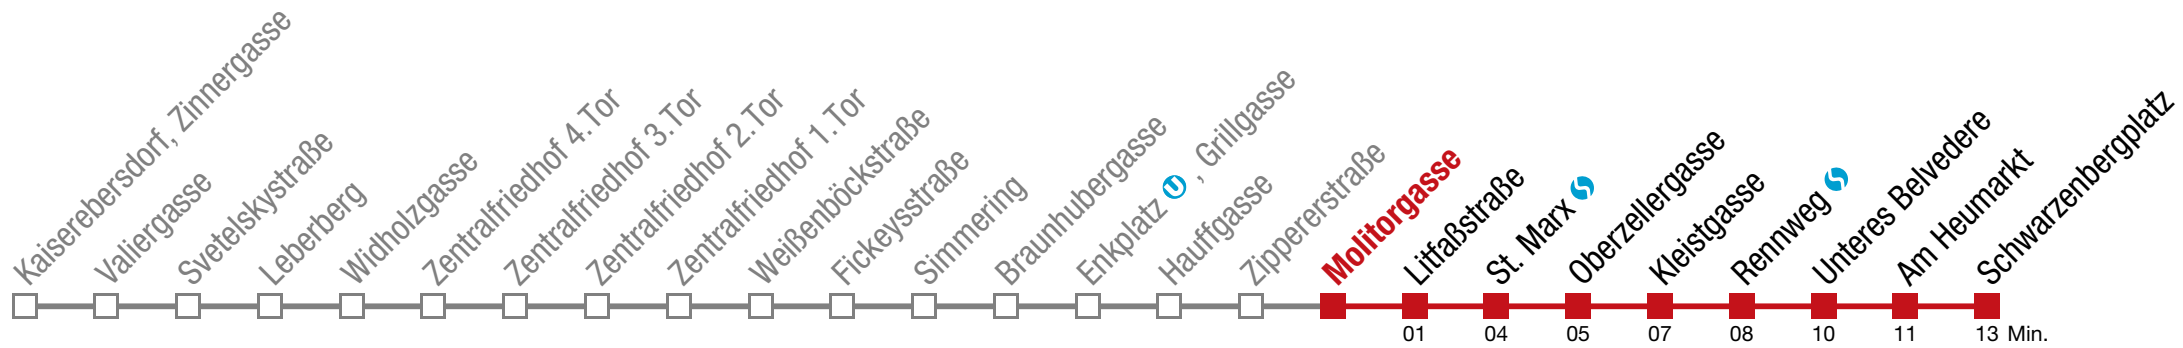 Kaiserebersdorf, Zinnergasse
Valiergasse
Svetelskystraße
Leberberg
Widholzgasse
Zentralfriedhof 4.Tor
Zentralfriedhof 3.Tor
Zentralfriedhof 2.Tor
Zentralfriedhof 1.Tor
Weißenböckstraße
Fickeysstraße
Simmering
Braunhubergasse
Enkplatz U , Grillgasse
Hauffgasse
Zippererstraße
Molitorgasse
Litfaßstraße
St. Marx S
Oberzellergasse
Kleistgasse
Rennweg S
Unteres Belvedere
Am Heumarkt
Schwarzenbergplatz
01 04 05 07 08 10 11 13 Min.